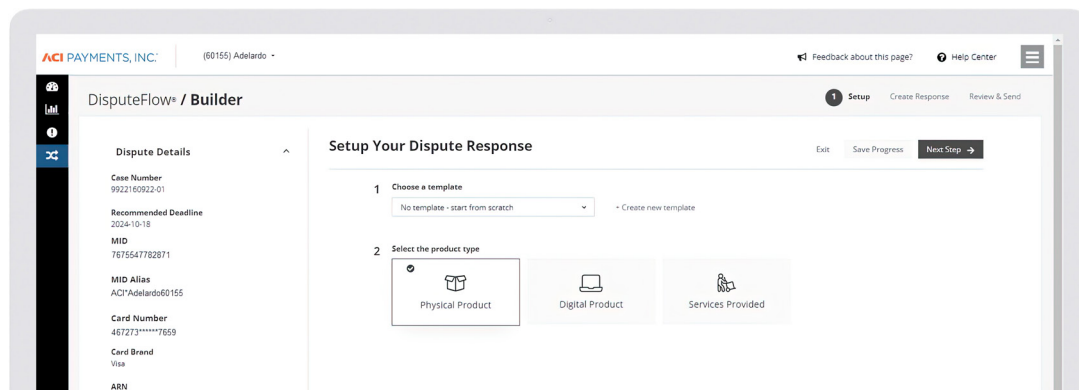 ACI PAYMENTS, INC.
(60155) Adelardo
Feedback about this page?
Help Center
DisputeFlow® / Builder
1 Setup
Create Response
Review & Send
Dispute Details
Case Number
9922160922-01
Recommended Deadline
2024-10-18
MID
7675547782871
MID Alias
ACI*Adelardo60155
Card Number
467273******7659
Card Brand
Visa
ARN
Setup Your Dispute Response
Exit
Save Progress
Next Step →
1 Choose a template
No template - start from scratch
+ Create new template
2 Select the product type
Physical Product
Digital Product
Services Provided